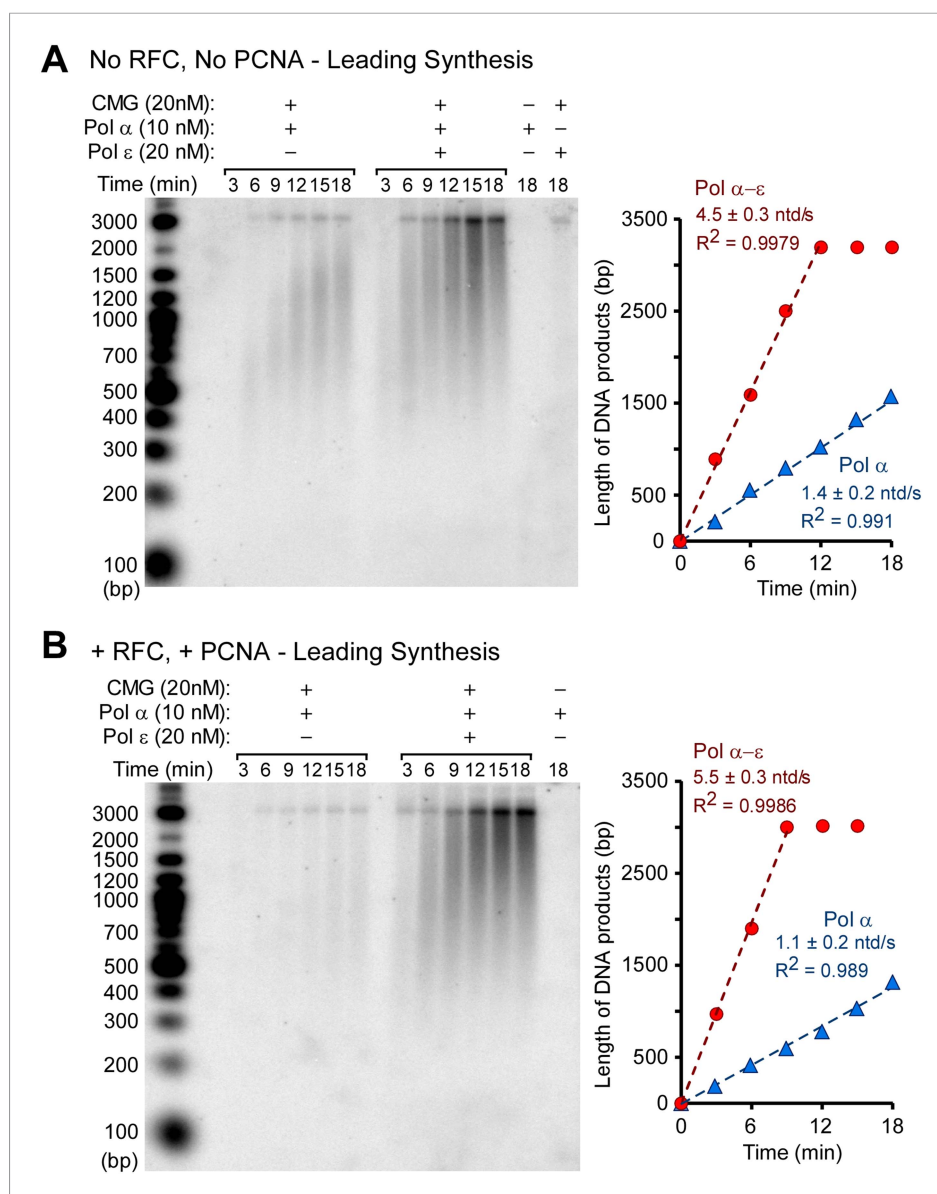 A No RFC, No PCNA - Leading Synthesis
CMG (20nM): + + – +
Pol α (10 nM): + + + –
Pol ε (20 nM): – + – +
Time (min) 3 6 9 12 15 18 3 6 9 12 15 18 18 18
3000
2000
1500
1200
1000
700
500
400
300
200
100
(bp)
Pol α–ε
4.5 ± 0.3 ntd/s
R² = 0.9979
3500
2500
1500
500
0
Length of DNA products (bp)
Pol α
1.4 ± 0.2 ntd/s
R² = 0.991
0 6 12 18
Time (min)
B + RFC, + PCNA - Leading Synthesis
CMG (20nM): + + –
Pol α (10 nM): + + +
Pol ε (20 nM): – + –
Time (min) 3 6 9 12 15 18 3 6 9 12 15 18 18
3000
2000
1500
1200
1000
700
500
400
300
200
100
(bp)
Pol α–ε
5.5 ± 0.3 ntd/s
R² = 0.9986
3500
2500
1500
500
0
Length of DNA products (bp)
Pol α
1.1 ± 0.2 ntd/s
R² = 0.989
0 6 12 18
Time (min)